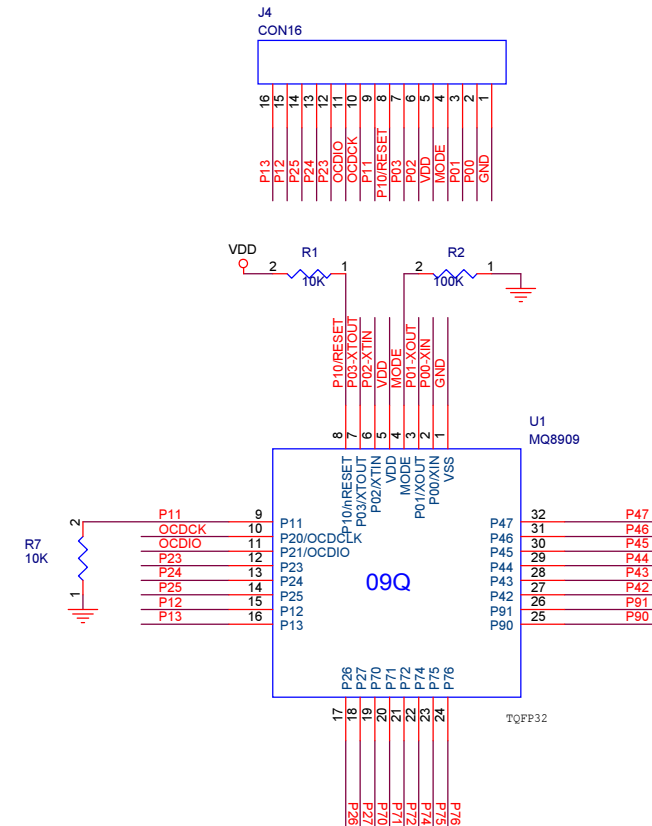 J4
CON16
16 15 14 13 12 11 10 9 8 7 6 5 4 3 2 1
P13 P12 P25 P24 P23 OCDIO OCDCK P11 P10/RESET P03 P02 VDD MODE P01 P00 GND
VDD
R1
R2
2 1 2 1
10K
100K
P10/RESET P03-XTOUT P02-XTIN VDD MODE P01-XOUT P00-XIN GND
U1
MQ8909
8 7 6 5 4 3 2 1
P10/nRESET P03/XTOUT P02/XTIN VDD MODE P01/XOUT P00/XIN VSS
R7
10K
2
1
P11 9 P11
OCDCK 10 P20/OCDCLK
OCDIO 11 P21/OCDIO
P23 12 P23
P24 13 P24
P25 14 P25
P12 15 P12
P13 16 P13
09Q
P47 32 P47
P46 31 P46
P45 30 P45
P44 29 P44
P43 28 P43
P42 27 P42
P91 26 P91
P90 25 P90
P26 P27 P70 P71 P72 P74 P75 P76
17 18 19 20 21 22 23 24
TQFP32
P26 P27 P70 P71 P72 P74 P75 P76